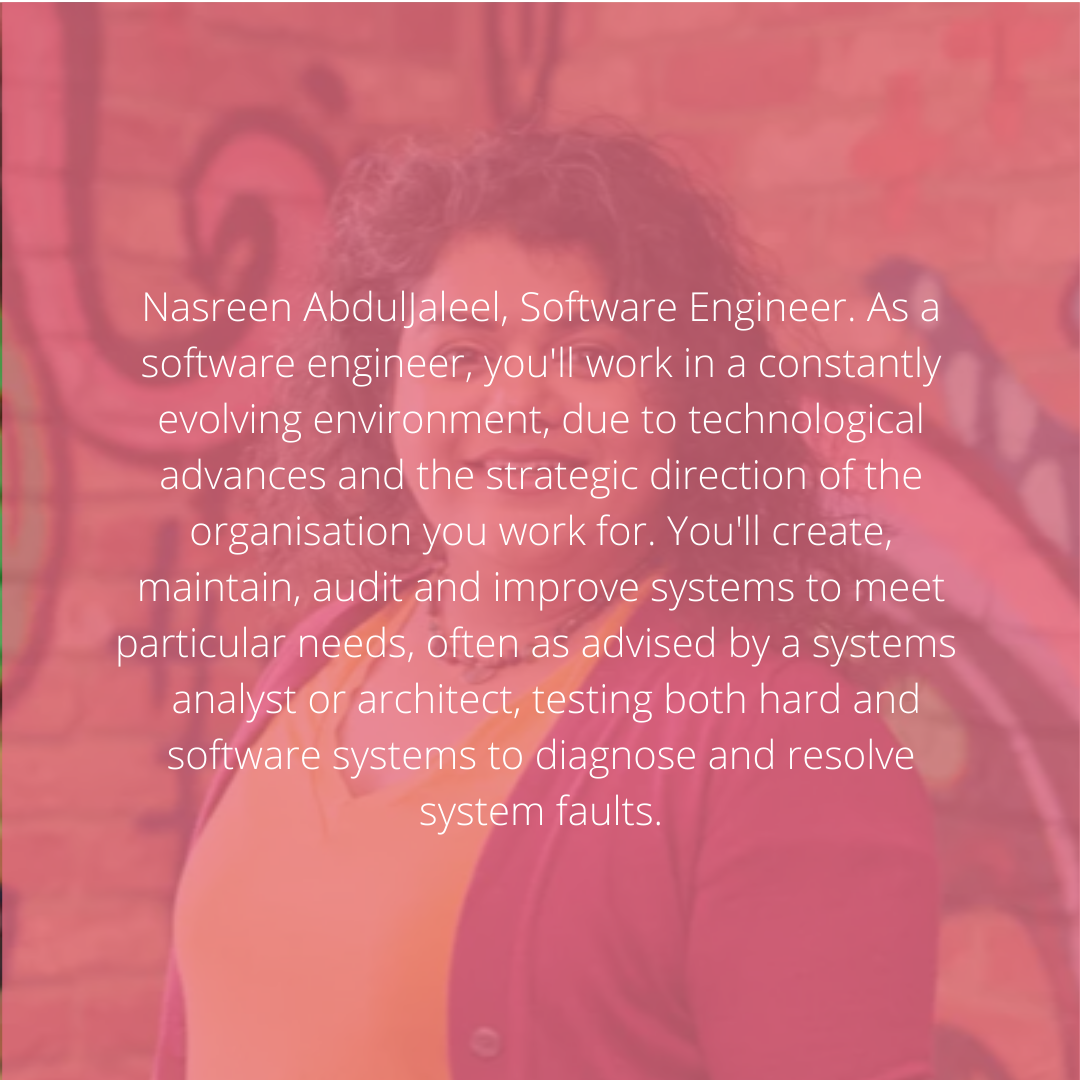 Nasreen AbdulJaleel, Software Engineer. As a
software engineer, you'll work in a constantly
evolving environment, due to technological
advances and the strategic direction of the
organisation you work for. You'll create,
maintain, audit and improve systems to meet
particular needs, often as advised by a systems
analyst or architect, testing both hard and
software systems to diagnose and resolve
system faults.